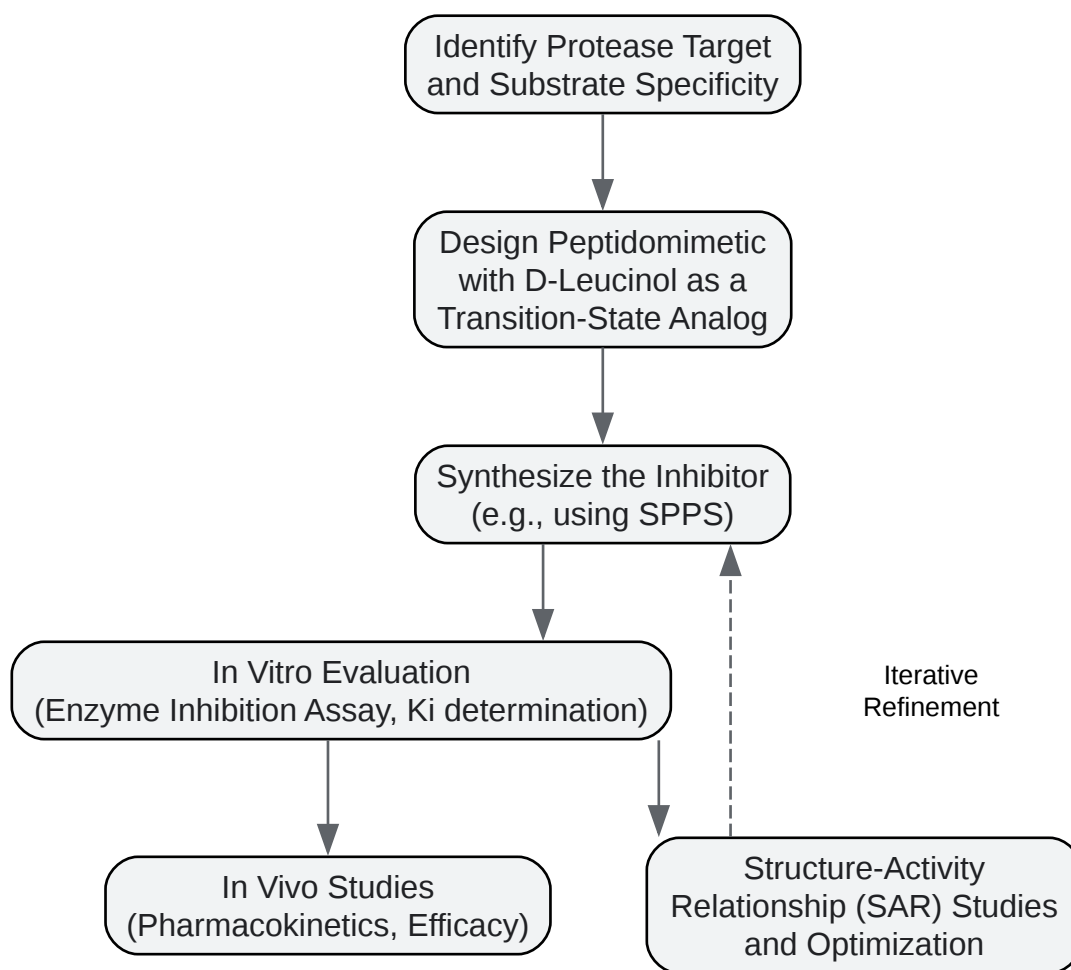 Identify Protease Target
and Substrate Specificity
Design Peptidomimetic
with D-Leucinol as a
Transition-State Analog
Synthesize the Inhibitor
(e.g., using SPPS)
In Vitro Evaluation
(Enzyme Inhibition Assay, Ki determination)
Iterative
Refinement
In Vivo Studies
(Pharmacokinetics, Efficacy)
Structure-Activity
Relationship (SAR) Studies
and Optimization